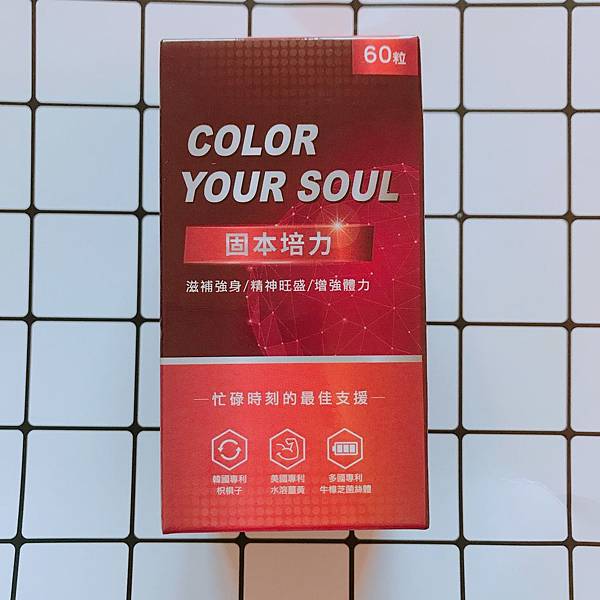 60粒
COLOR
YOUR SOUL
固本培力
滋補強身/精神旺盛/增強體力
忙碌時刻的最佳支援
韓國專利 美國專利 多國專利
枳椇子 水溶薑黃 牛樟芝菌絲體